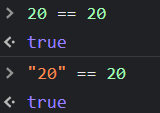 > 20 == 20
< true
> "20" == 20
< true